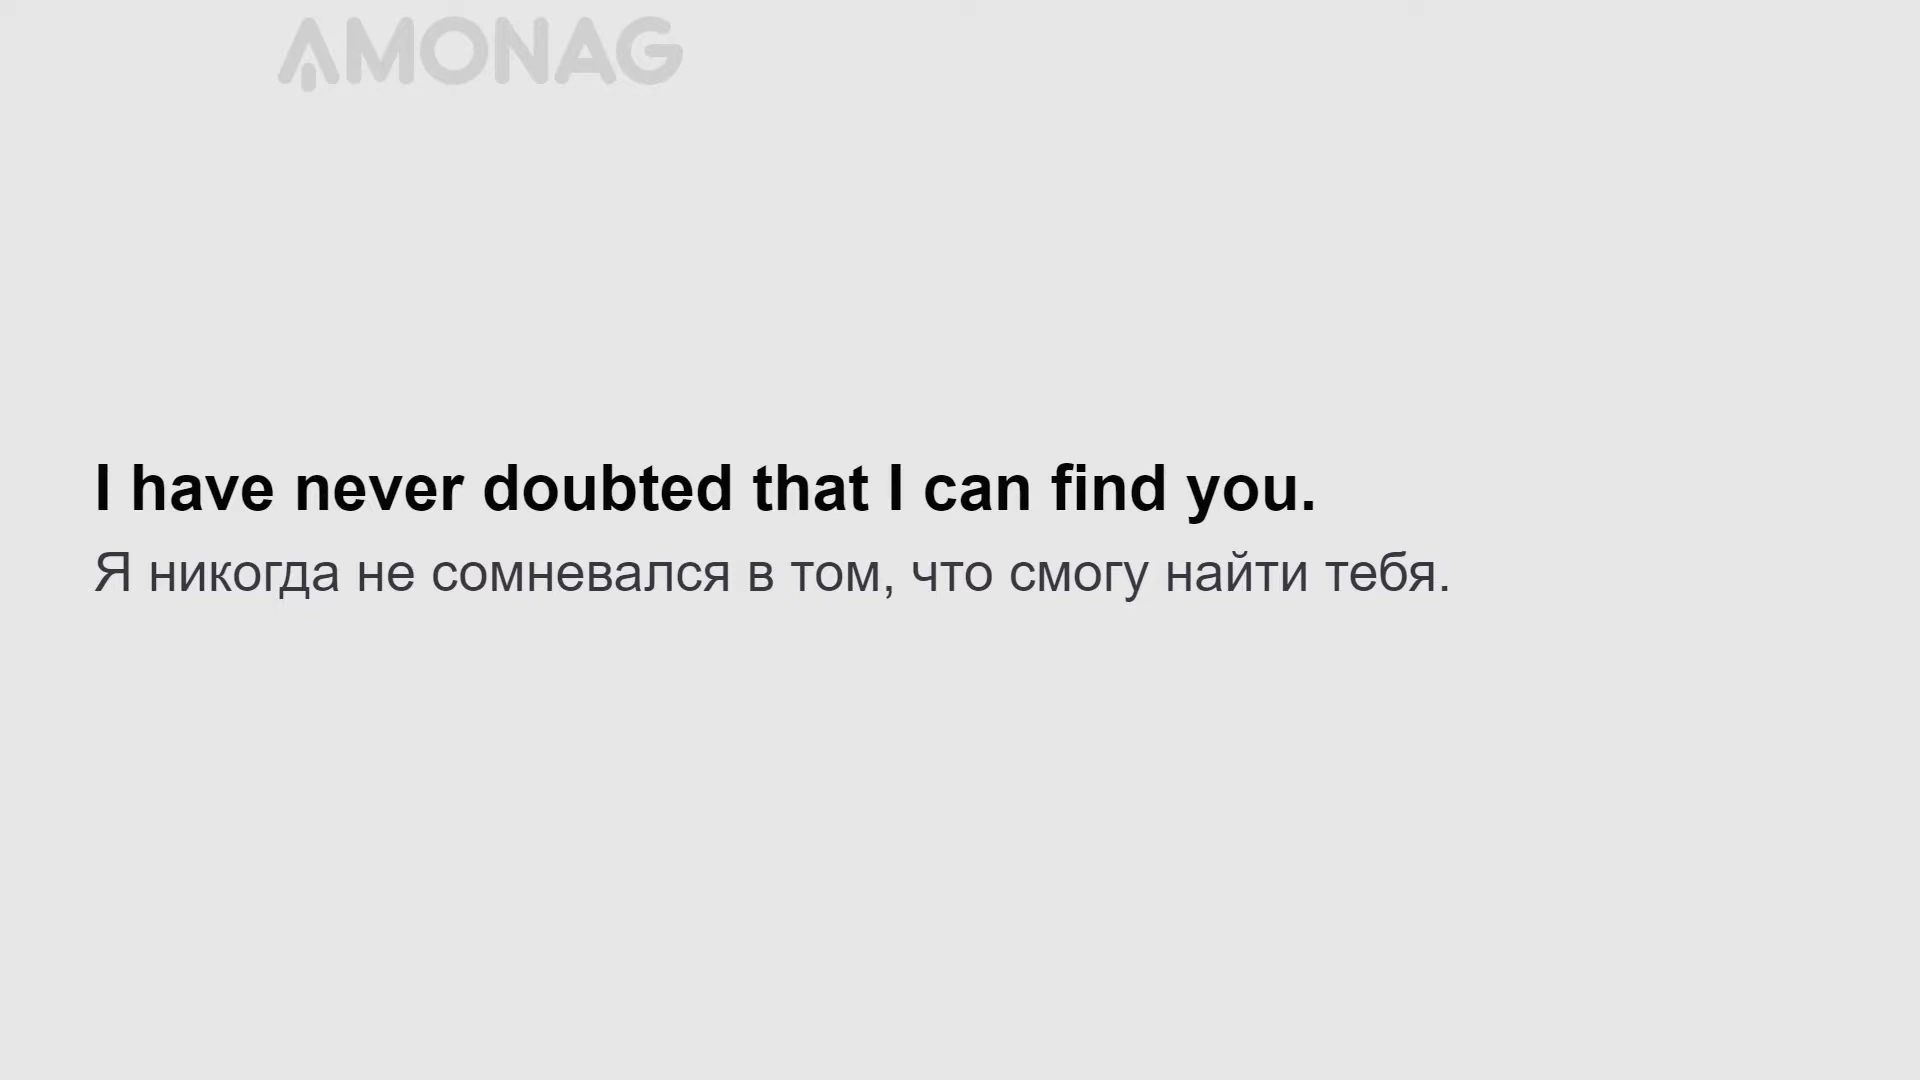 AMONAG
I have never doubted that I can find you.
Я никогда не сомневался в том, что смогу найти тебя.